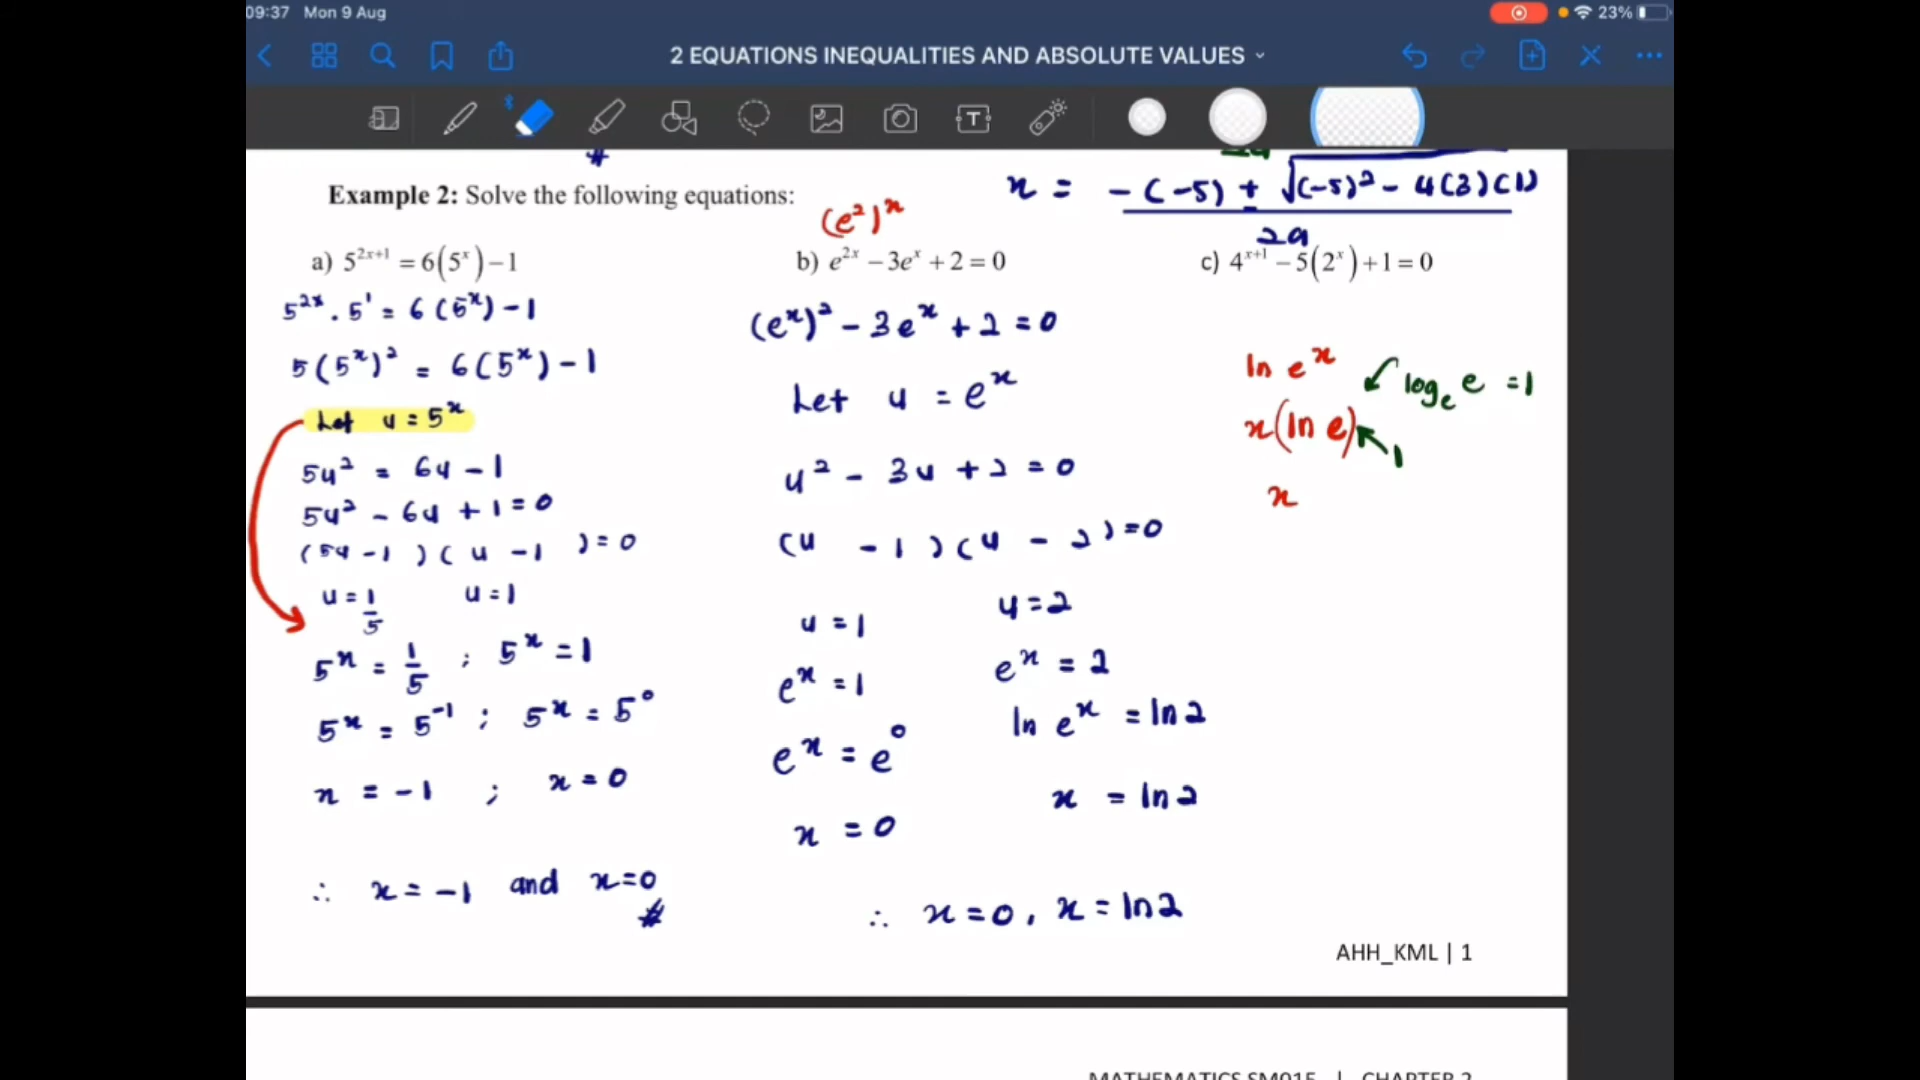 09:37 Mon 9 Aug
23%
2 EQUATIONS INEQUALITIES AND ABSOLUTE VALUES
Example 2: Solve the following equations:
x = -(-5) ± √(-5)² - 4(3)(1)
2a
(e²)ˣ
a) 5²ˣ⁺¹ = 6(5ˣ) – 1
5²ˣ . 5¹ = 6(5ˣ) - 1
5(5ˣ)² = 6(5ˣ) - 1
Let u = 5ˣ
5u² = 6u - 1
5u² - 6u + 1 = 0
(5u - 1)(u - 1) = 0
u = 1/5 u = 1
5ˣ = 1/5 ; 5ˣ = 1
5ˣ = 5⁻¹ ; 5ˣ = 5⁰
x = -1 ; x = 0
∴ x = -1 and x = 0 #
b) e²ˣ – 3eˣ + 2 = 0
(eˣ)² - 3eˣ + 2 = 0
Let u = eˣ
u² - 3u + 2 = 0
(u - 1)(u - 2) = 0
u = 1 u = 2
eˣ = 1 eˣ = 2
eˣ = e⁰ ln eˣ = ln 2
x = 0 x = ln 2
∴ x = 0, x = ln 2
c) 4ˣ⁺¹ – 5(2ˣ) + 1 = 0
ln eˣ
logₑ e = 1
x(ln e) 1
x
AHH_KML | 1
MATHEMATICS SM015 | CHAPTER 2